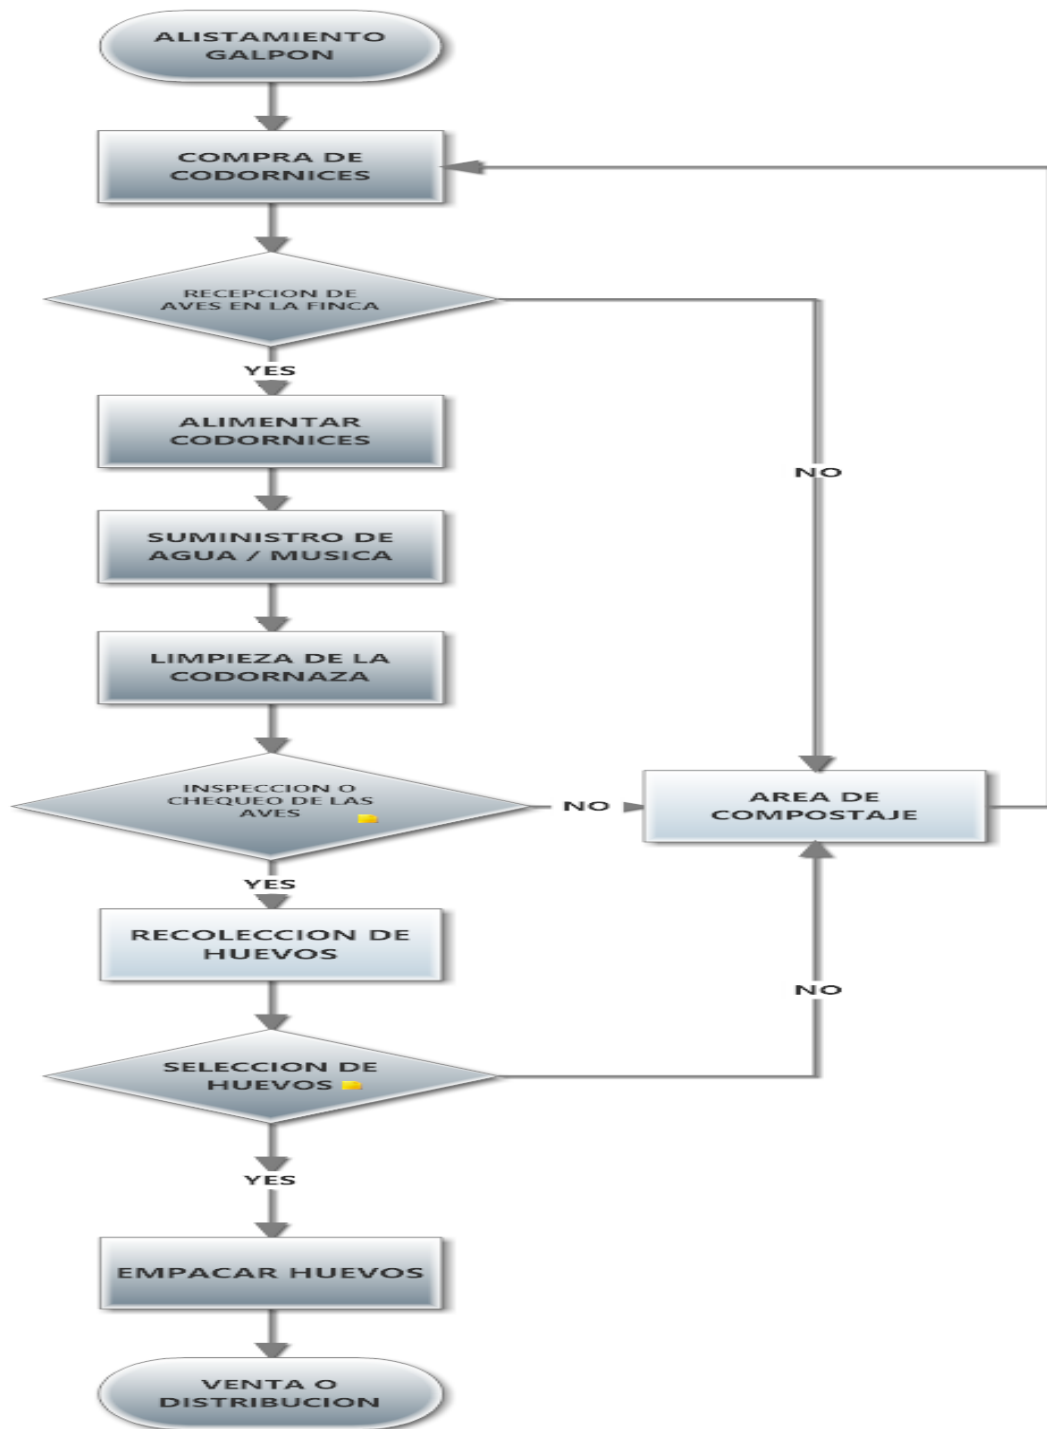 ALISTAMIENTO
GALPON
COMPRA DE
CODORNICES
RECEPCION DE
AVES EN LA FINCA
YES
ALIMENTAR
CODORNICES
NO
SUMINISTRO DE
AGUA / MUSICA
LIMPIEZA DE LA
CODORNAZA
INSPECCION O
CHEQUEO DE LAS
AVES
NO
AREA DE
COMPOSTAJE
YES
RECOLECCION DE
HUEVOS
NO
SELECCION DE
HUEVOS
YES
EMPACAR HUEVOS
VENTA O
DISTRIBUCION